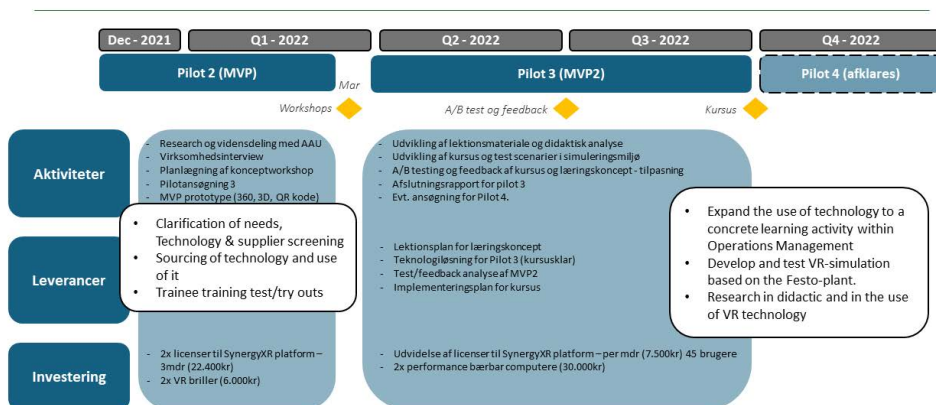 Dec - 2021
Q1 - 2022
Q2 - 2022
Q3 - 2022
Q4 - 2022
Pilot 2 (MVP)
Pilot 3 (MVP2)
Pilot 4 (afklares)
Mar
Workshops
A/B test og feedback
Kursus
Aktiviteter
- Research og vidensdeling med AAU
- Virksomhedsinterview
- Planlægning af konceptworkshop
- Pilotansøgning 3
- MVP prototype (360, 3D, QR kode)
- Udvikling af lektionsmateriale og didaktisk analyse
- Udvikling af kursus og test scenarier i simuleringsmiljø
- A/B testing og feedback af kursus og læringskoncept - tilpasning
- Afslutningsrapport for pilot 3
- Evt. ansøgning for Pilot 4.
• Clarification of needs,
Technology & supplier screening
• Sourcing of technology and use
of it
• Trainee training test/try outs
• Expand the use of technology to a
concrete learning activity within
Operations Management
• Develop and test VR-simulation
based on the Festo-plant.
• Research in didactic and in the use
of VR technology
Leverancer
- Lektionsplan for læringskoncept
- Teknologiløsning for Pilot 3 (kursusklar)
- Test/feedback analyse af MVP2
- Implementeringsplan for kursus
Investering
- 2x licenser til SynergyXR platform –
3mdr (22.400kr)
- 2x VR briller (6.000kr)
- Udvidelse af licenser til SynergyXR platform – per mdr (7.500kr) 45 brugere
- 2x performance bærbar computere (30.000kr)